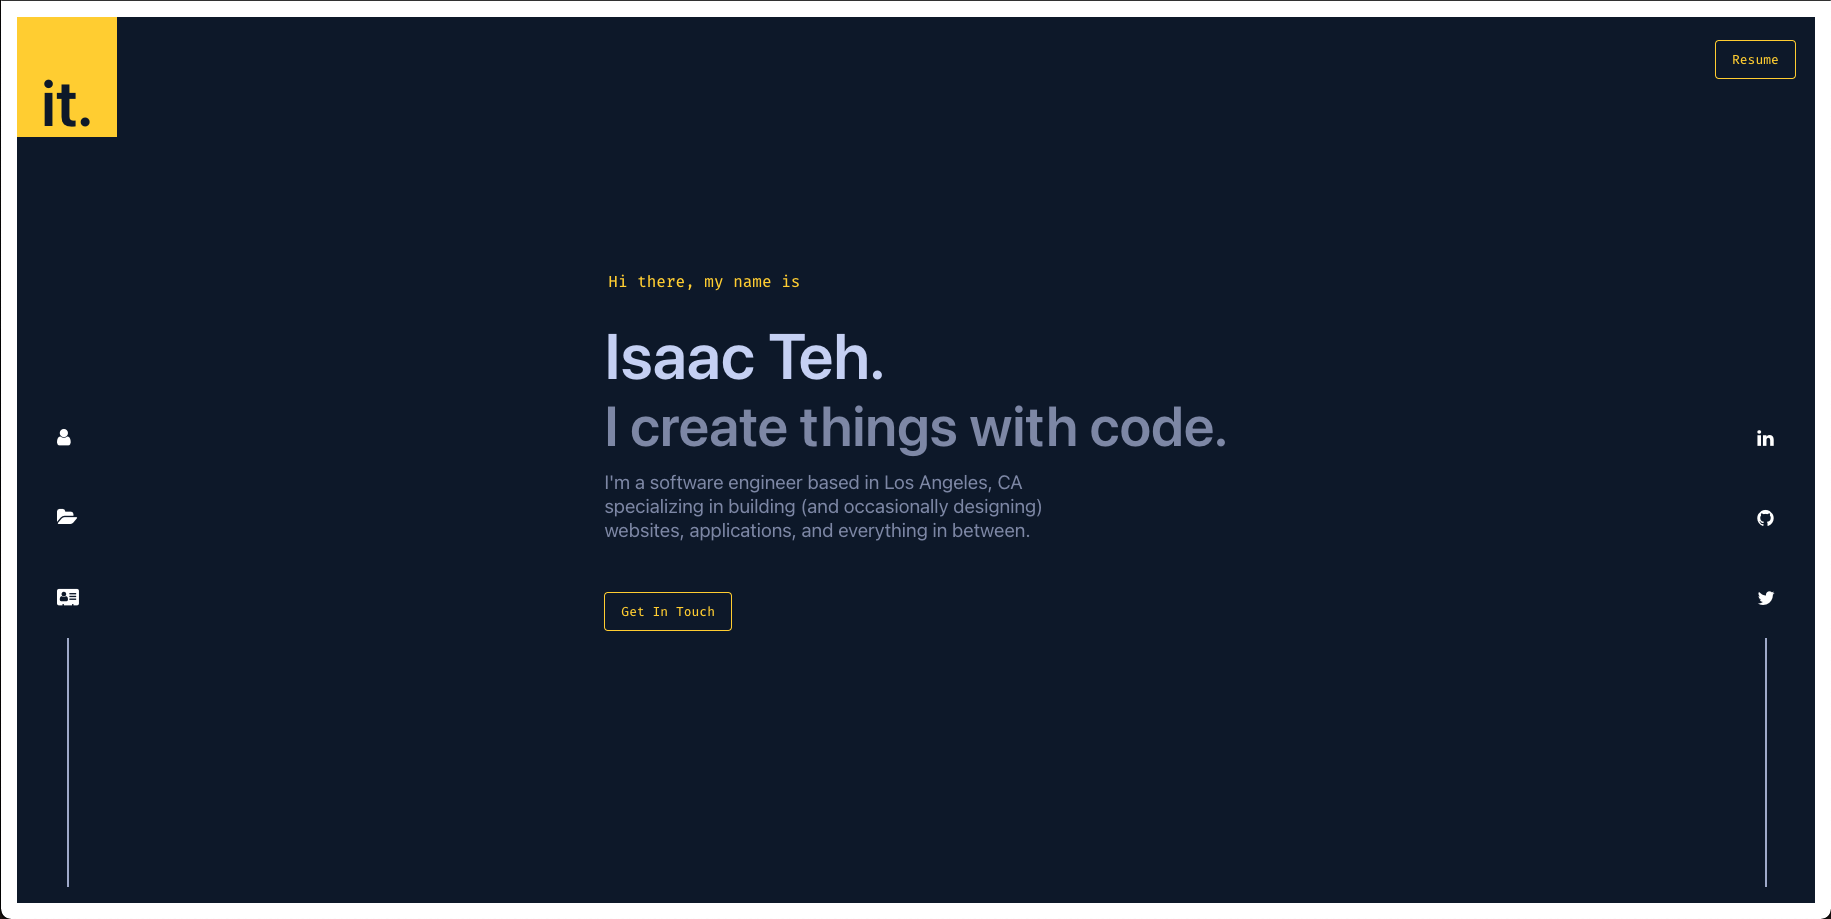 it.
Resume
Hi there, my name is
Isaac Teh.
I create things with code.
I'm a software engineer based in Los Angeles, CA
specializing in building (and occasionally designing)
websites, applications, and everything in between.
Get In Touch